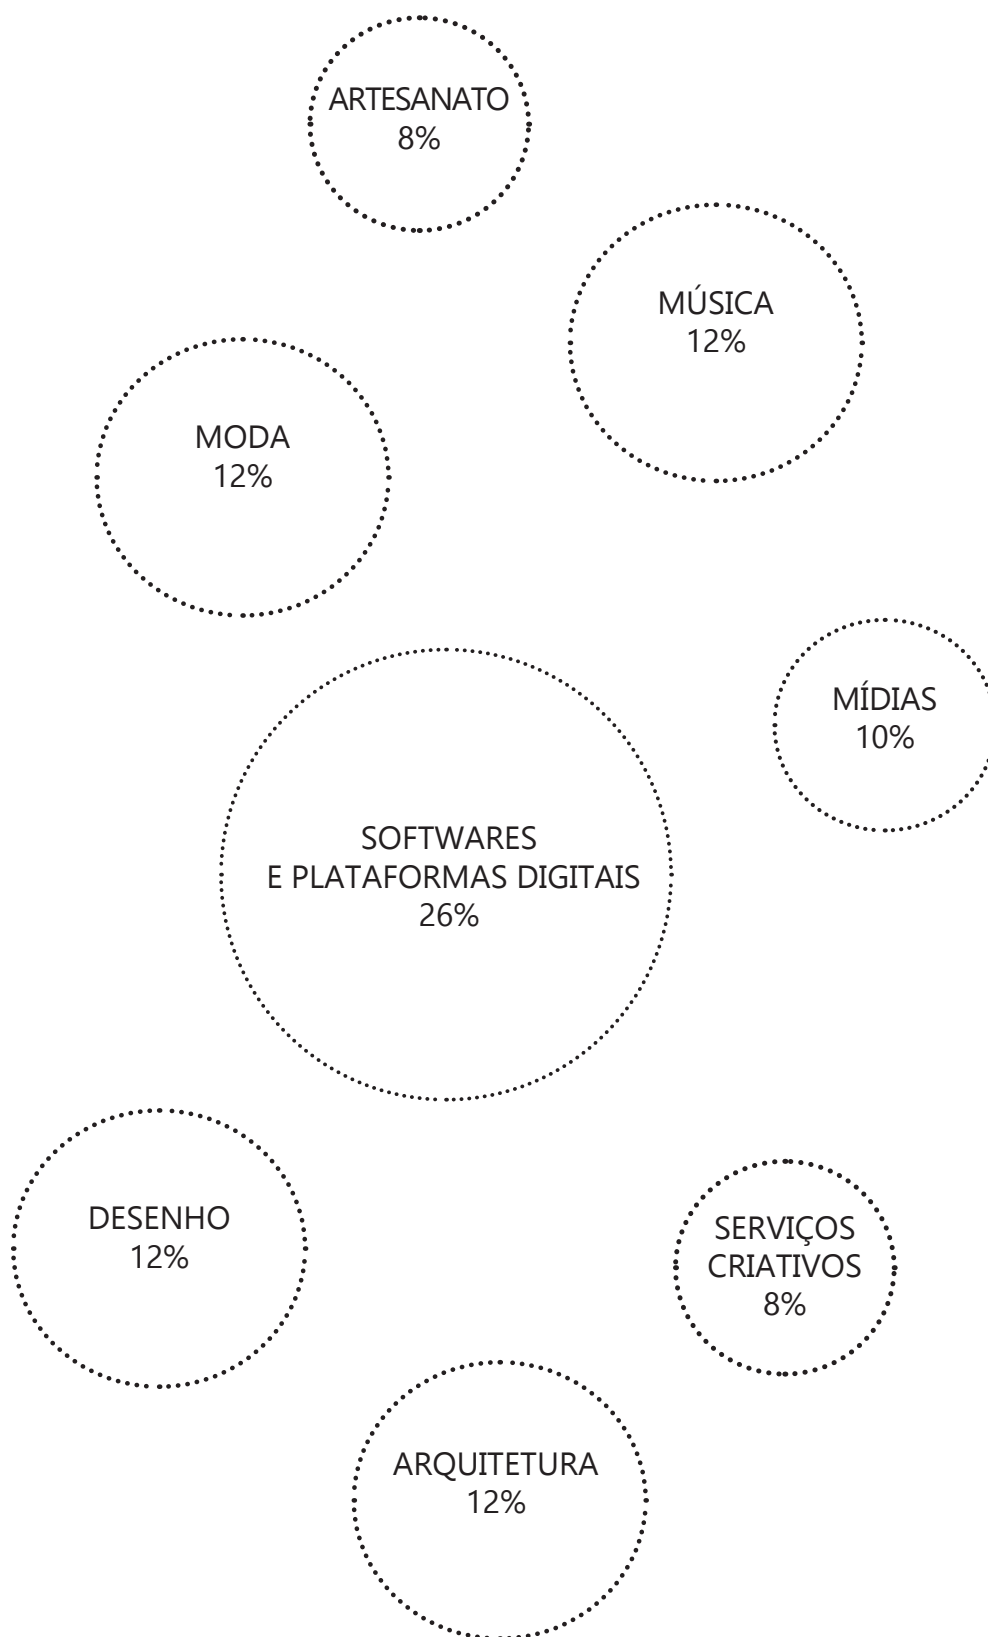 ARTESANATO
8%
MÚSICA
12%
MODA
12%
MÍDIAS
10%
SOFTWARES
E PLATAFORMAS DIGITAIS
26%
DESENHO
12%
SERVIÇOS
CRIATIVOS
8%
ARQUITETURA
12%